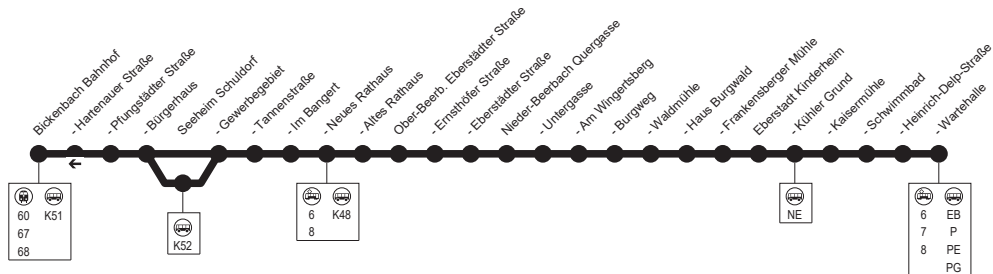 Bickenbach Bahnhof
- Hartenauer Straße
- Pfungstädter Straße
- Bürgerhaus
Seeheim Schuldorf
- Gewerbegebiet
- Tannenstraße
- Im Bangert
- Neues Rathaus
- Altes Rathaus
Ober-Beerb. Eberstädter Straße
- Ernsthöfer Straße
- Eberstädter Straße
Nieder-Beerbach Quergasse
- Untergasse
- Am Wingertsberg
- Burgweg
- Waldmühle
- Haus Burgwald
- Frankensberger Mühle
Eberstadt Kinderheim
- Kühler Grund
- Kaisermühle
- Schwimmbad
- Heinrich-Delp-Straße
- Wartehalle
60 K51
67
68
K52
6 K48
8
NE
6 EB
7 P
8 PE
PG